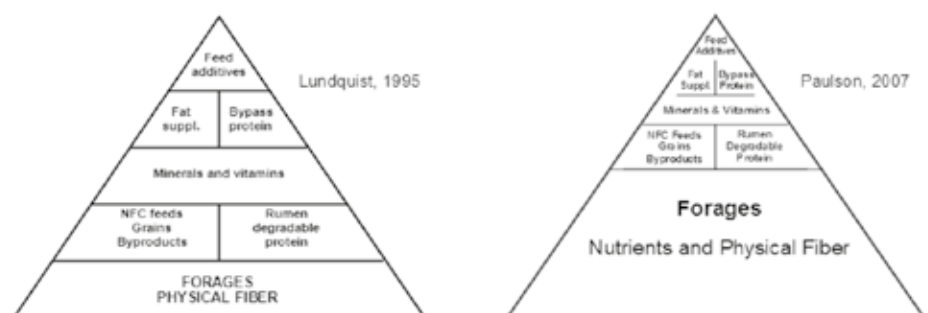 Feed
additives
Lundquist, 1995
Fat
suppl.
Bypass
protein
Minerals and vitamins
NFC feeds
Grains
Byproducts
Rumen
degradable
protein
FORAGES
PHYSICAL FIBER
Feed
Additives
Paulson, 2007
Fat
Suppl.
Bypass
Protein
Minerals & Vitamins
NFC Feeds
Grains
Byproducts
Rumen
Degradable
Protein
Forages
Nutrients and Physical Fiber